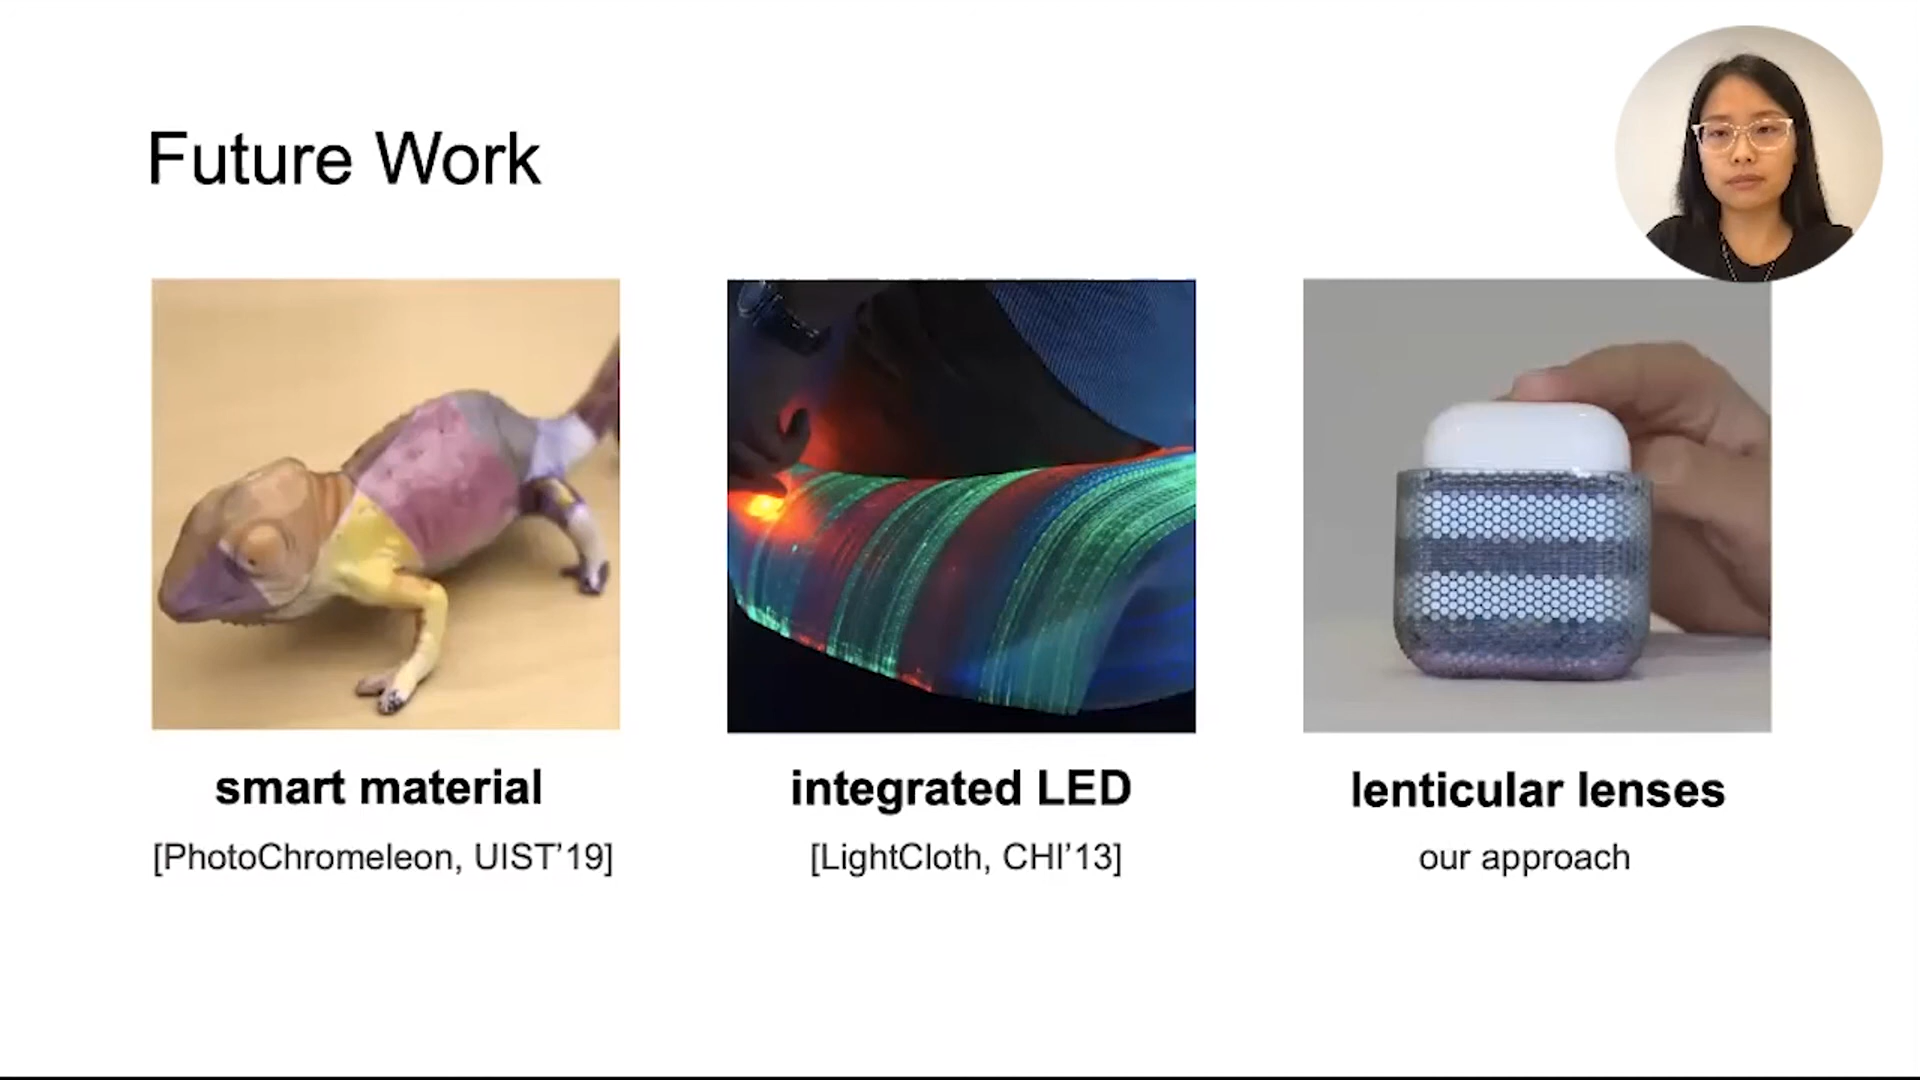 Future Work
smart material
[PhotoChromeleon, UIST’19]
integrated LED
[LightCloth, CHI’13]
lenticular lenses
our approach